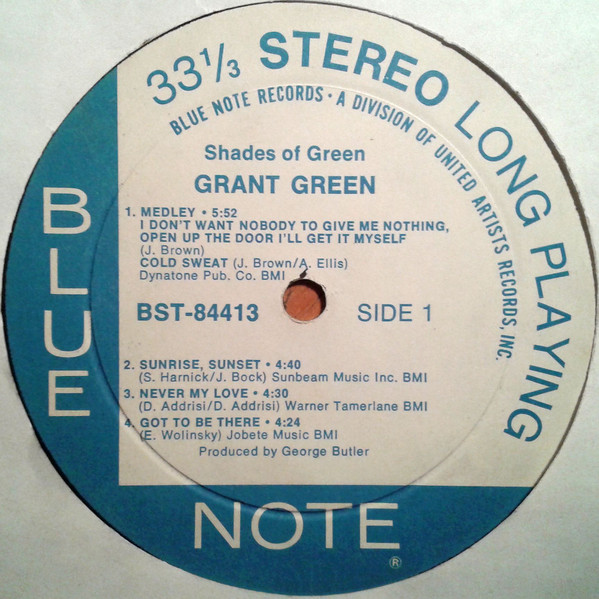 33⅓ STEREO LONG PLAYING
BLUE NOTE RECORDS • A DIVISION OF UNITED ARTISTS RECORDS, INC.
Shades of Green
GRANT GREEN
1. MEDLEY • 5:52
I DON'T WANT NOBODY TO GIVE ME NOTHING,
OPEN UP THE DOOR I'LL GET IT MYSELF
(J. Brown)
COLD SWEAT (J. Brown/A. Ellis)
Dynatone Pub. Co. BMI
BST-84413
SIDE 1
2. SUNRISE, SUNSET • 4:40
(S. Harnick/J. Bock) Sunbeam Music Inc. BMI
3. NEVER MY LOVE • 4:30
(D. Addrisi/D. Addrisi) Warner Tamerlane BMI
4. GOT TO BE THERE • 4:24
(E. Wolinsky) Jobete Music BMI
Produced by George Butler
BLUE
NOTE
®